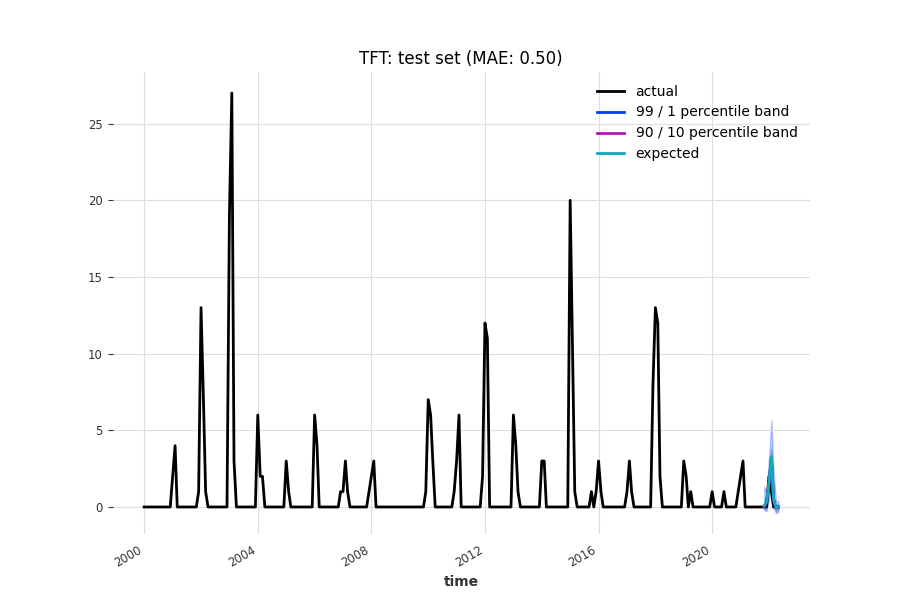 TFT: test set (MAE: 0.50)
actual
99 / 1 percentile band
90 / 10 percentile band
expected
25
20
15
10
5
0
2000
2004
2008
2012
2016
2020
time